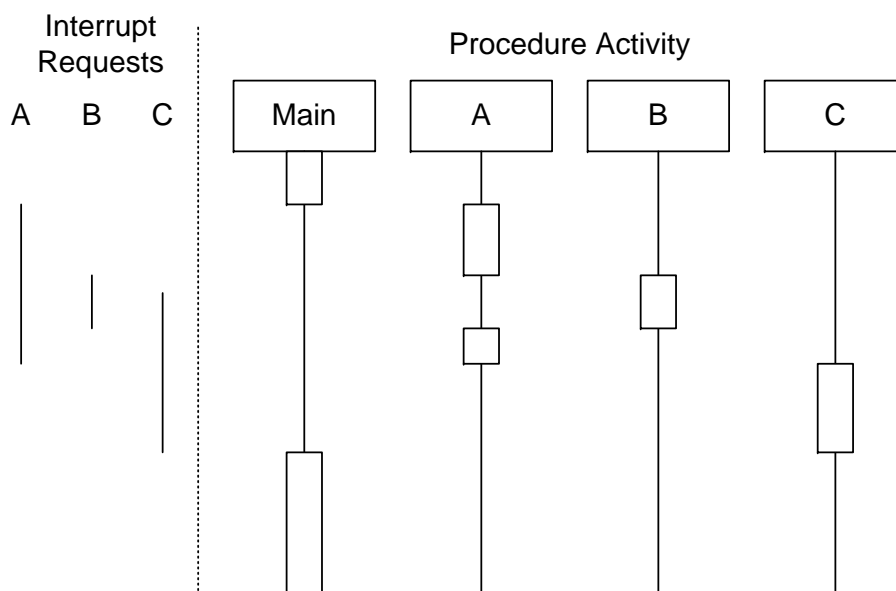 Interrupt
Requests
Procedure Activity
A B C
Main A B C